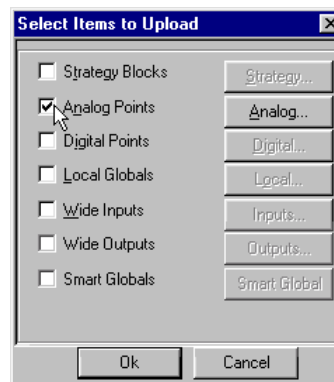 Select Items to Upload
Strategy Blocks Strategy...
Analog Points Analog...
Digital Points Digital...
Local Globals Local...
Wide Inputs Inputs...
Wide Outputs Outputs...
Smart Globals Smart Global
Ok Cancel